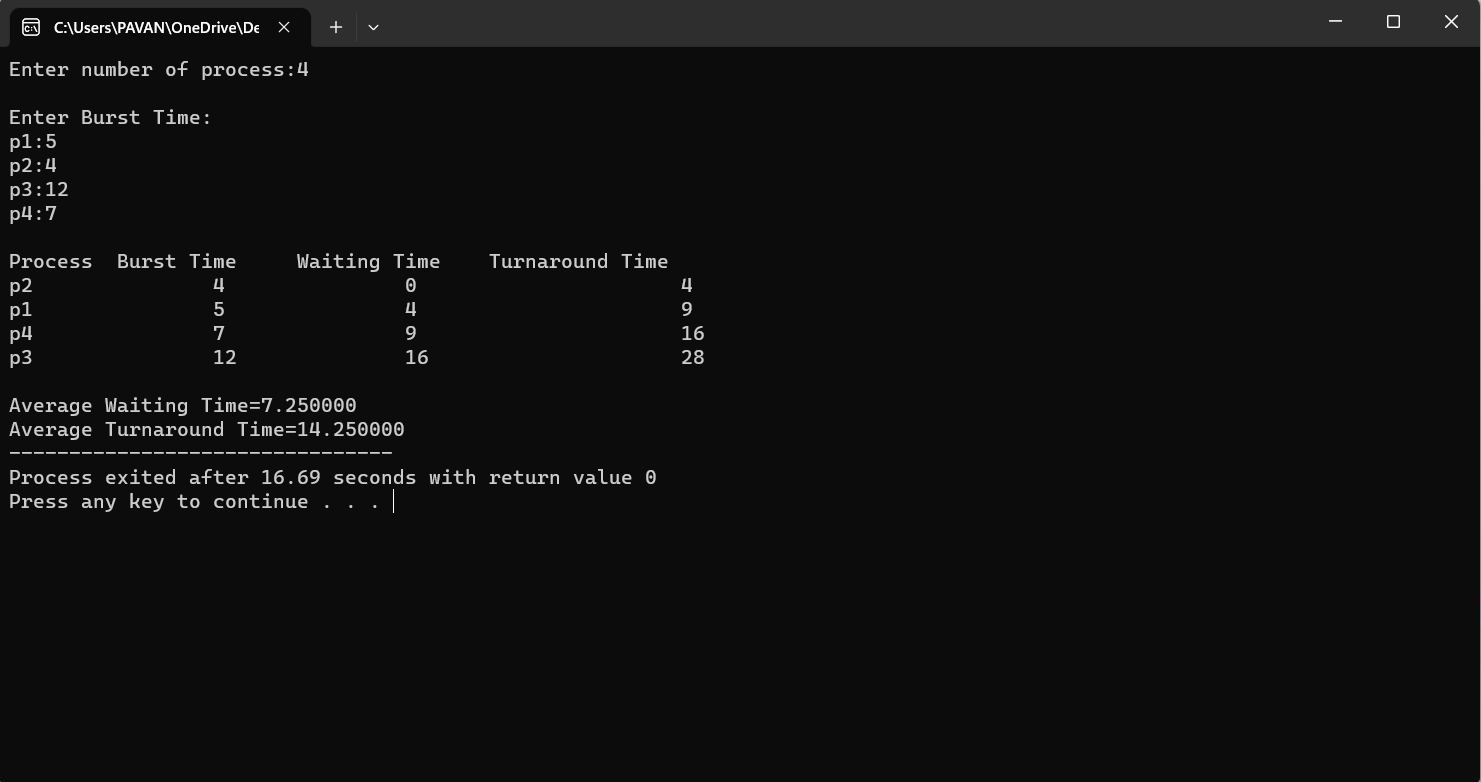 C:\Users\PAVAN\OneDrive\De
Enter number of process:4
Enter Burst Time:
p1:5
p2:4
p3:12
p4:7
Process  Burst Time     Waiting Time    Turnaround Time
p2               4               0                      4
p1               5               4                      9
p4               7               9                      16
p3               12              16                     28
Average Waiting Time=7.250000
Average Turnaround Time=14.250000
--------------------------------
Process exited after 16.69 seconds with return value 0
Press any key to continue . . .